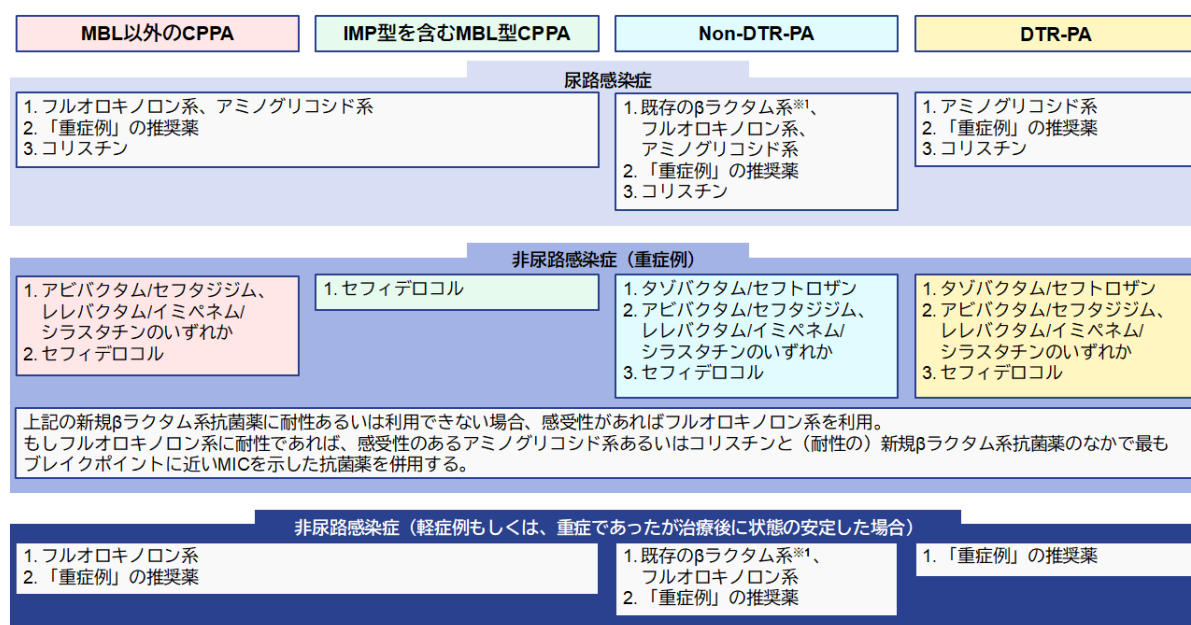 MBL以外のCPPA
IMP型を含むMBL型CPPA
Non-DTR-PA
DTR-PA
尿路感染症
1. フルオロキノロン系、アミノグリコシド系
2. 「重症例」の推奨薬
3. コリスチン
1. 既存のβラクタム系※1、
フルオロキノロン系、
アミノグリコシド系
2. 「重症例」の推奨薬
3. コリスチン
1. アミノグリコシド系
2. 「重症例」の推奨薬
3. コリスチン
非尿路感染症（重症例）
1. アビバクタム/セフタジジム、
レレバクタム/イミペネム/
シラスタチンのいずれか
2. セフィデロコル
1. セフィデロコル
1. タゾバクタム/セフトロザン
2. アビバクタム/セフタジジム、
レレバクタム/イミペネム/
シラスタチンのいずれか
3. セフィデロコル
1. タゾバクタム/セフトロザン
2. アビバクタム/セフタジジム、
レレバクタム/イミペネム/
シラスタチンのいずれか
3. セフィデロコル
上記の新規βラクタム系抗菌薬に耐性あるいは利用できない場合、感受性があればフルオロキノロン系を利用。
もしフルオロキノロン系に耐性であれば、感受性のあるアミノグリコシド系あるいはコリスチンと（耐性の）新規βラクタム系抗菌薬のなかで最も
ブレイクポイントに近いMICを示した抗菌薬を併用する。
非尿路感染症（軽症例もしくは、重症であったが治療後に状態の安定した場合）
1. フルオロキノロン系
2. 「重症例」の推奨薬
1. 既存のβラクタム系※1、
フルオロキノロン系
2. 「重症例」の推奨薬
1. 「重症例」の推奨薬